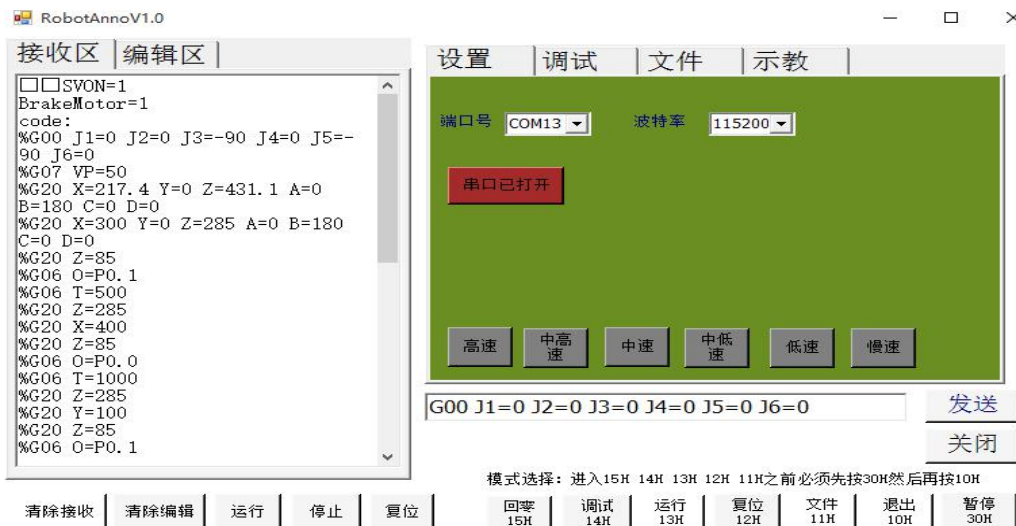 RobotAnnoV1.0
接收区 编辑区
□□SVON=1
BrakeMotor=1
code:
%G00 J1=0 J2=0 J3=-90 J4=0 J5=-
90 J6=0
%G07 VP=50
%G20 X=217.4 Y=0 Z=431.1 A=0
B=180 C=0 D=0
%G20 X=300 Y=0 Z=285 A=0 B=180
C=0 D=0
%G20 Z=85
%G06 O=P0.1
%G06 T=500
%G20 Z=285
%G20 X=400
%G20 Z=85
%G06 O=P0.0
%G06 T=1000
%G20 Z=285
%G20 Y=100
%G20 Z=85
%G06 O=P0.1
设置 调试 文件 示教
端口号 COM13 波特率 115200
串口已打开
高速 中高速 中速 中低速 低速 慢速
G00 J1=0 J2=0 J3=0 J4=0 J5=0 J6=0 发送
关闭
模式选择：进入15H 14H 13H 12H 11H之前必须先按30H然后再按10H
清除接收 清除编辑 运行 停止 复位
回零 调试 运行 复位 文件 退出 暂停
15H 14H 13H 12H 11H 10H 30H